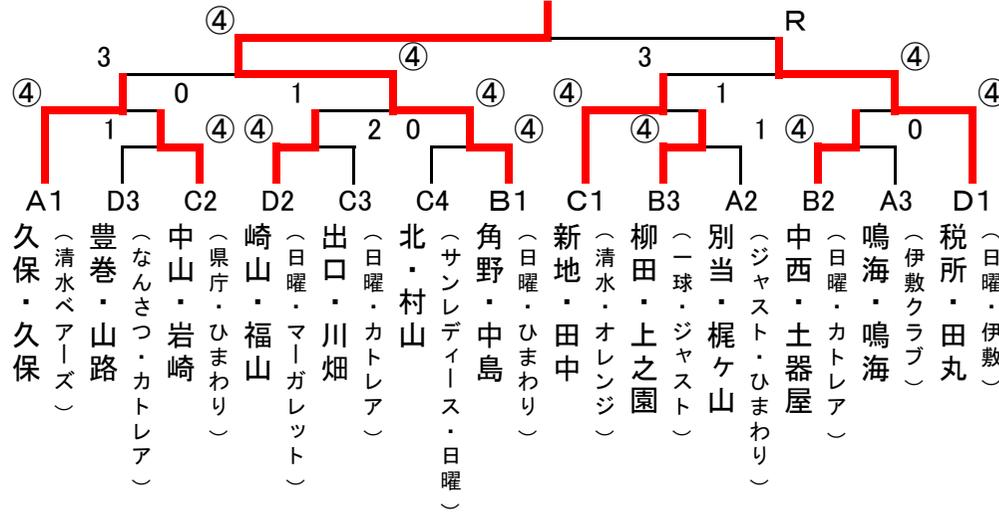 ④ R
3 ④ 3 ④
④ 0 1 ④ ④ 1 ④
1 ④ ④ 2 0 ④ ④ 1 ④ 0
A1 D3 C2 D2 C3 C4 B1 C1 B3 A2 B2 A3 D1
久保・久保
（清水ベアーズ）
豊巻・山路
（なんさつ・カトレア）
中山・岩崎
（県庁・ひまわり）
崎山・福山
（日曜・マーガレット）
出口・川畑
（日曜・カトレア）
北・村山
（サンレディース・日曜）
角野・中島
（日曜・ひまわり）
新地・田中
（清水・オレンジ）
柳田・上之園
（一球・ジャスト）
別当・梶ヶ山
（ジャスト・ひまわり）
中西・土器屋
（日曜・カトレア）
鳴海・鳴海
（伊敷クラブ）
税所・田丸
（日曜・伊敷）